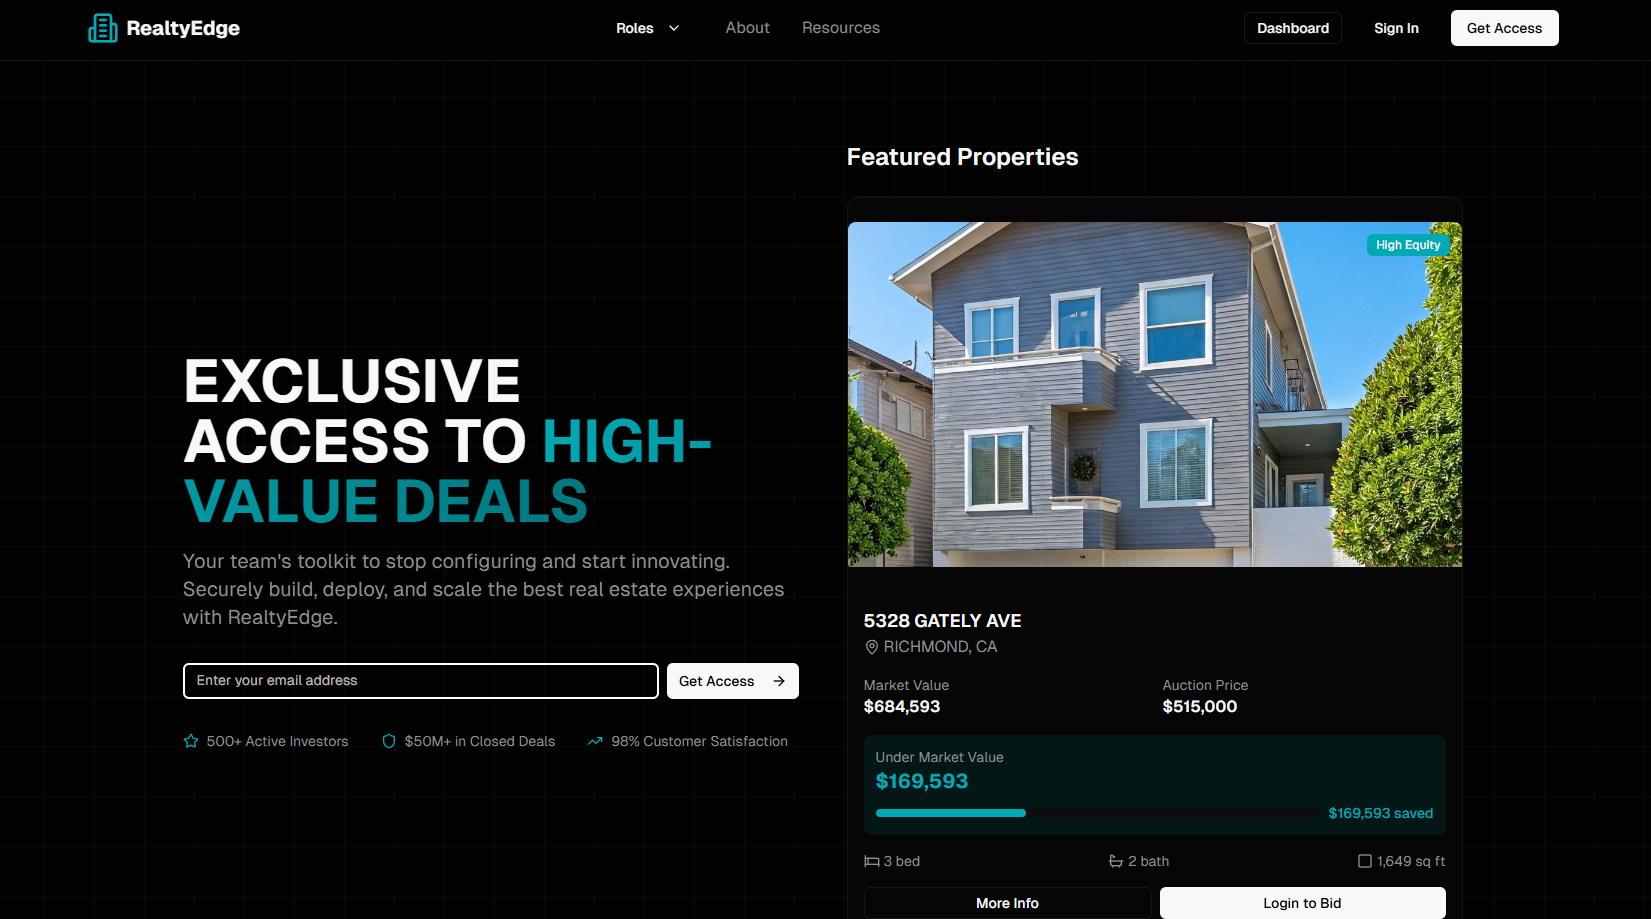 RealtyEdge
Roles
About
Resources
Dashboard
Sign In
Get Access
EXCLUSIVE
ACCESS TO HIGH-
VALUE DEALS
Your team's toolkit to stop configuring and start innovating.
Securely build, deploy, and scale the best real estate experiences
with RealtyEdge.
Enter your email address
Get Access
500+ Active Investors
$50M+ in Closed Deals
98% Customer Satisfaction
Featured Properties
High Equity
5328 GATELY AVE
RICHMOND, CA
Market Value
$684,593
Auction Price
$515,000
Under Market Value
$169,593
$169,593 saved
3 bed
2 bath
1,649 sq ft
More Info
Login to Bid